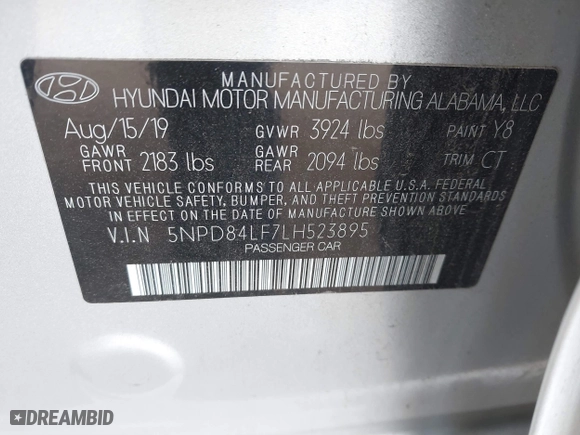 MANUFACTURED BY
HYUNDAI MOTOR MANUFACTURING ALABAMA, LLC
Aug/15/19 GVWR 3924 lbs PAINT Y8
GAWR FRONT 2183 lbs GAWR REAR 2094 lbs TRIM CT
THIS VEHICLE CONFORMS TO ALL APPLICABLE U.S.A. FEDERAL
MOTOR VEHICLE SAFETY, BUMPER, AND THEFT PREVENTION STANDARDS
IN EFFECT ON THE DATE OF MANUFACTURE SHOWN ABOVE.
V.I.N 5NPD84LF7LH523895
PASSENGER CAR
DREAMBID